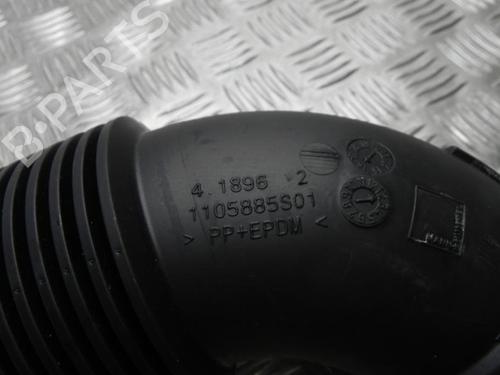 B-PARTS
4.1896 2
1105885S01
> PP+EPDM <